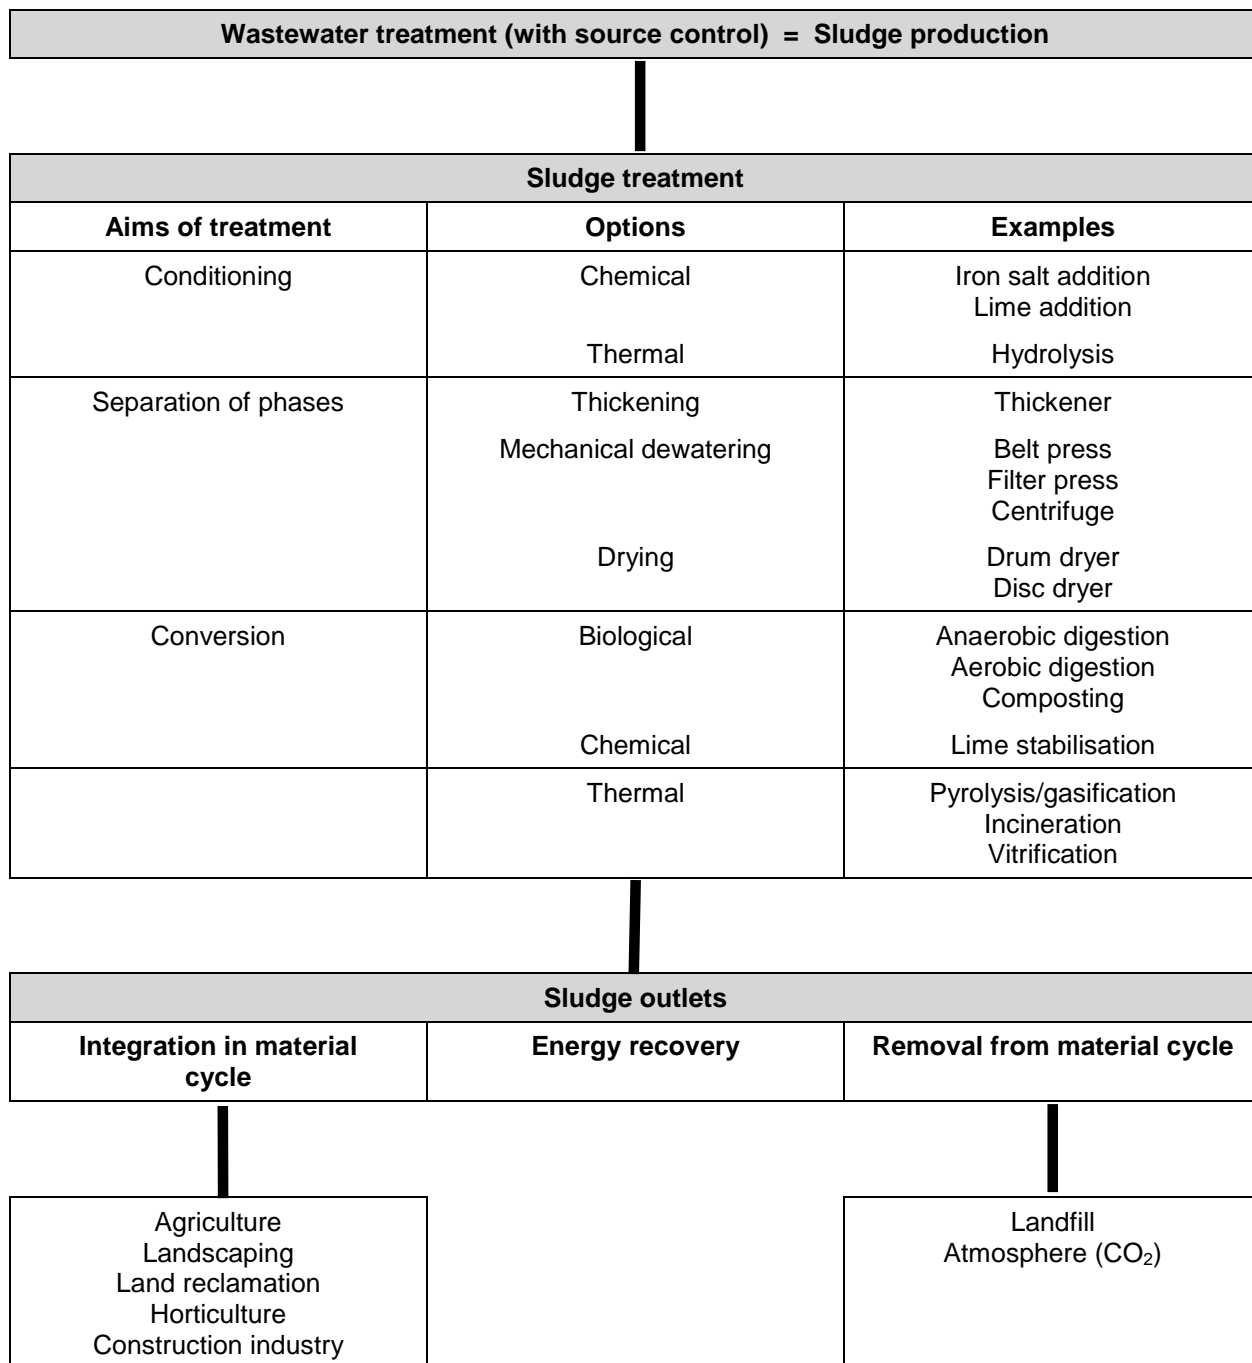 Wastewater treatment (with source control) = Sludge production
Sludge treatment
Aims of treatment Options Examples
Conditioning Chemical Iron salt addition
Lime addition
Thermal Hydrolysis
Separation of phases Thickening Thickener
Mechanical dewatering Belt press
Filter press
Centrifuge
Drying Drum dryer
Disc dryer
Conversion Biological Anaerobic digestion
Aerobic digestion
Composting
Chemical Lime stabilisation
Thermal Pyrolysis/gasification
Incineration
Vitrification
Sludge outlets
Integration in material
cycle
Energy recovery
Removal from material cycle
Agriculture
Landscaping
Land reclamation
Horticulture
Construction industry
Landfill
Atmosphere (CO₂)